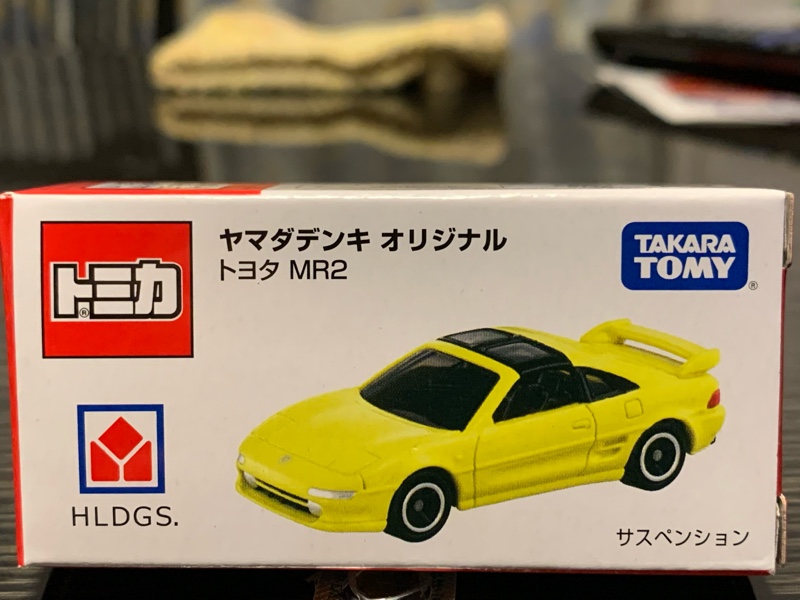 トミカ
®
ヤマダデンキ オリジナル
トヨタ MR2
TAKARA
TOMY
®
HLDGS.
サスペンション